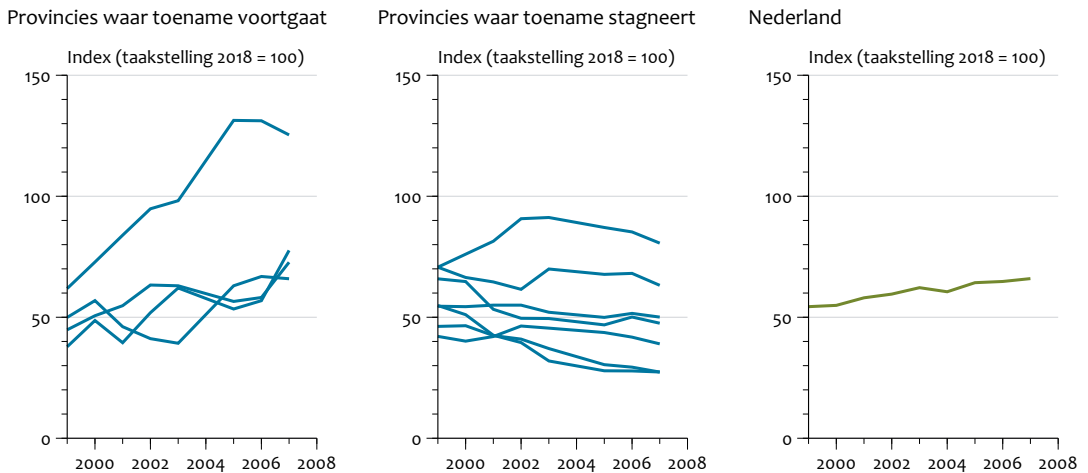 Provincies waar toename voortgaat
Provincies waar toename stagneert
Nederland
Index (taakstelling 2018 = 100)
Index (taakstelling 2018 = 100)
Index (taakstelling 2018 = 100)
150
150
150
100
100
100
50
50
50
0
0
0
2000 2002 2004 2006 2008
2000 2002 2004 2006 2008
2000 2002 2004 2006 2008